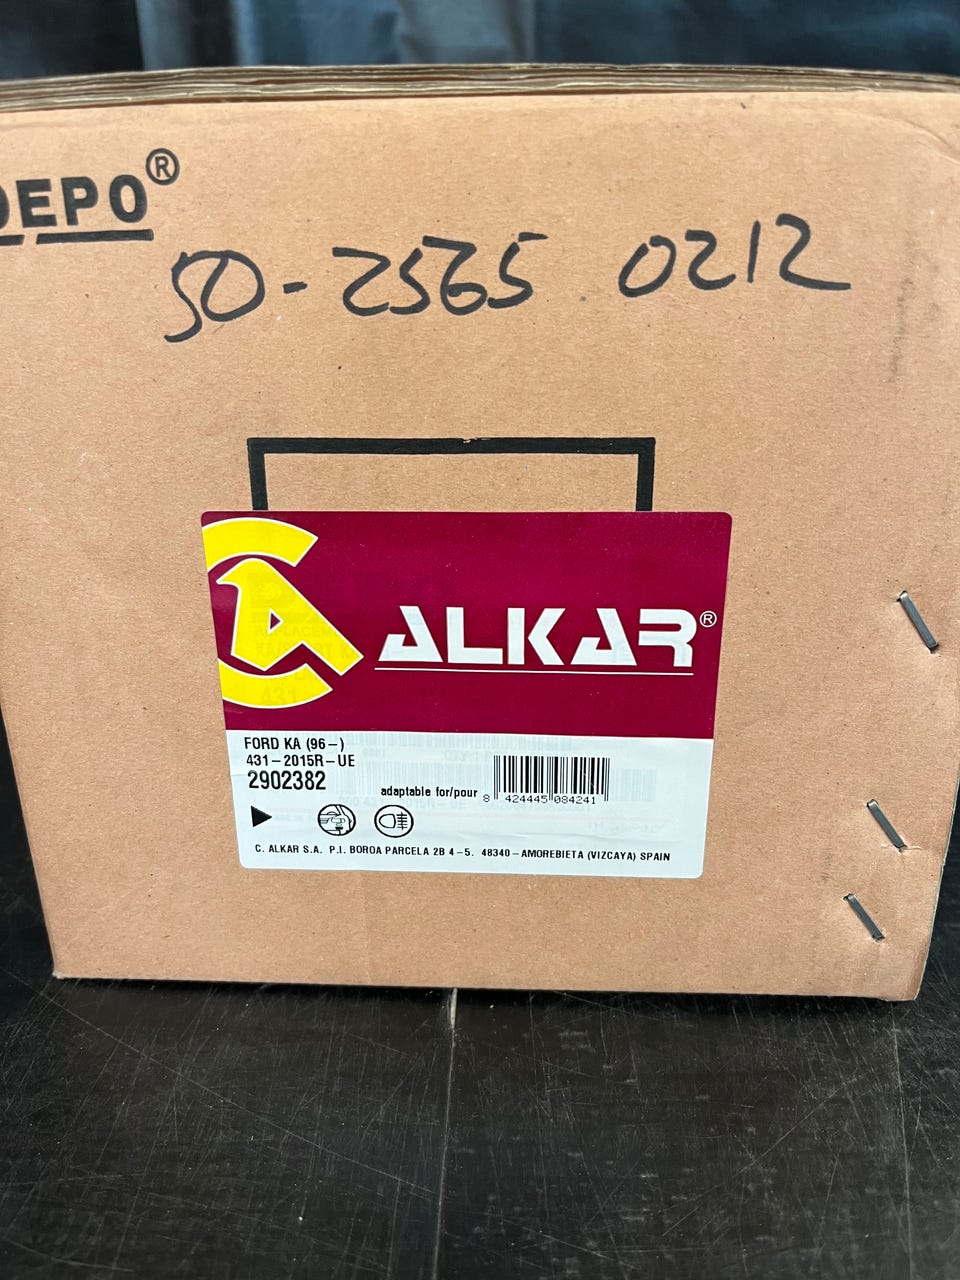 DEPO®
50-2565 0212
ALKAR®
FORD KA (96-)
431-2015R-UE
2902382
adaptable for/pour
8 424445 084241
C. ALKAR S.A. P.I. BOROA PARCELA 2B 4-5. 48340-AMOREBIETA (VIZCAYA) SPAIN